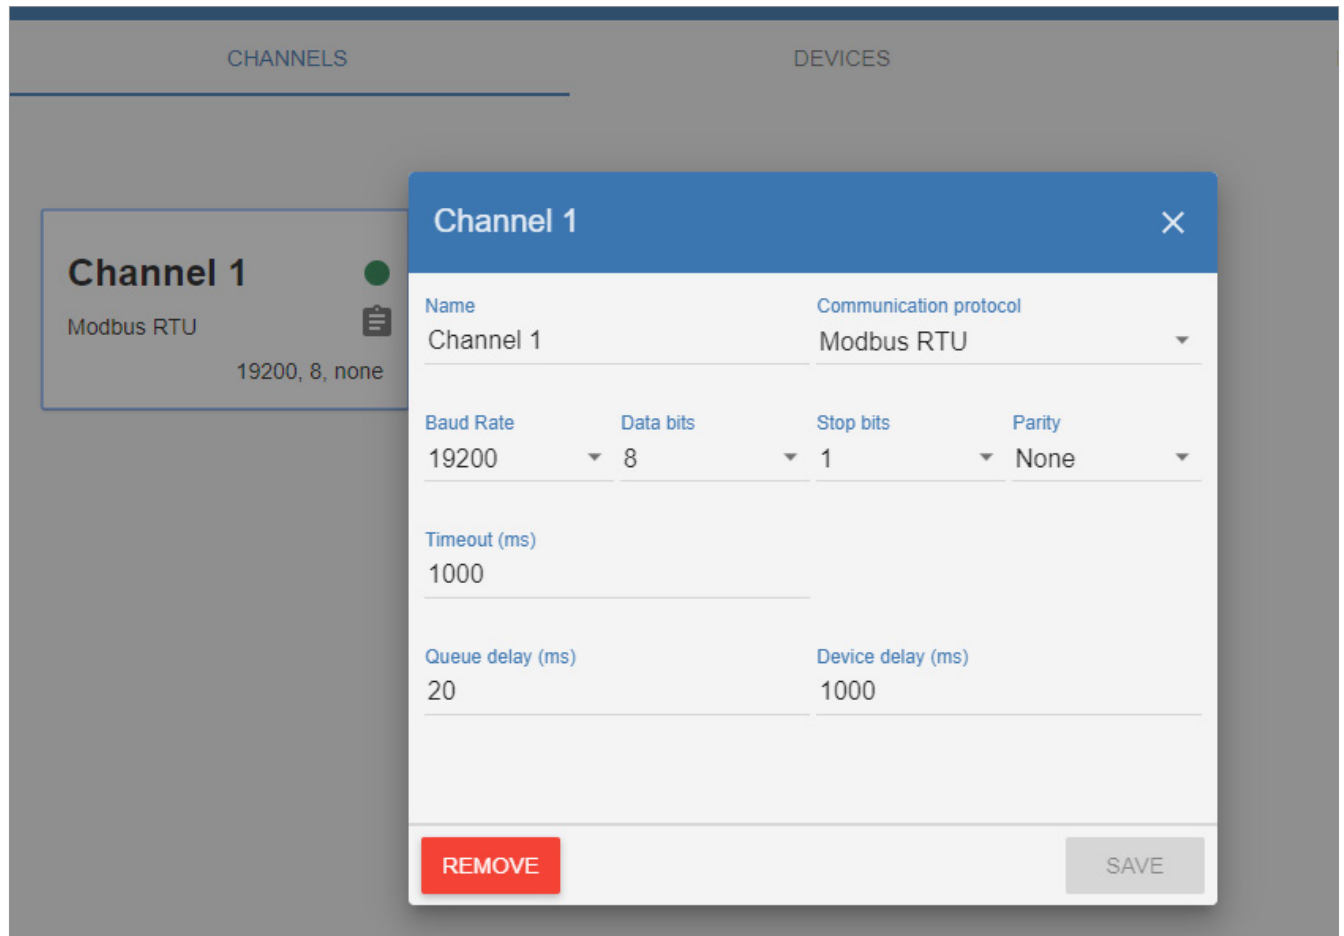 CHANNELS DEVICES
Channel 1
Modbus RTU
19200, 8, none
Channel 1
Name Communication protocol
Channel 1 Modbus RTU
Baud Rate Data bits Stop bits Parity
19200 8 1 None
Timeout (ms)
1000
Queue delay (ms) Device delay (ms)
20 1000
REMOVE SAVE